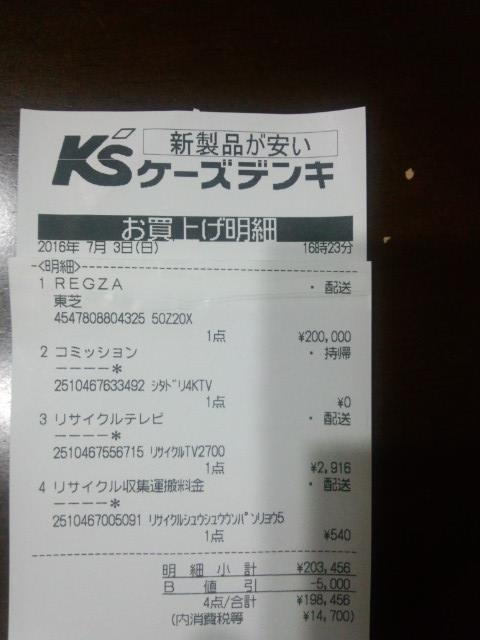 新製品が安い
K'sケーズデンキ
お買上げ明細
2016年 7月 3日(日) 16時23分
<明細>
1 REGZA ・配送
東芝
4547808804325 50Z20X
1点 ¥200,000
2 コミッション ・持帰
ーーーー*
2510467633492 ｼﾀﾄﾞﾘ4KTV
1点 ¥0
3 リサイクルテレビ ・配送
ーーーー*
2510467556715 ﾘｻｲｸﾙTV2700
1点 ¥2,916
4 リサイクル収集運搬料金 ・配送
ーーーー*
2510467005091 ﾘｻｲｸﾙｼｭｳｼｭｳｳﾝﾊﾟﾝﾘｮｳ5
1点 ¥540
明細小計 ¥203,456
B 値引 -5,000
4点/合計 ¥198,456
(内消費税等 ¥14,700)